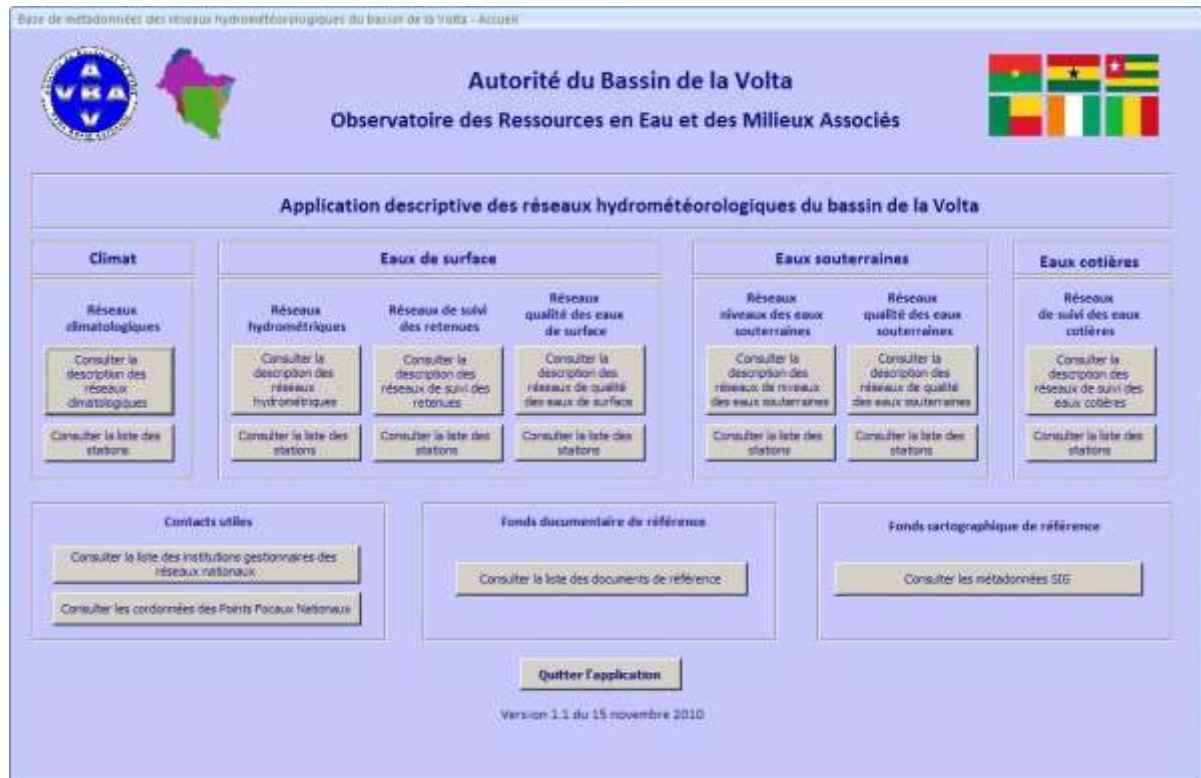 Base de métadonnées des réseaux hydrométéorologiques du bassin de la Volta - Accueil
A
V B A
V
Autorité du Bassin de la Volta
Observatoire des Ressources en Eau et des Milieux Associés
Application descriptive des réseaux hydrométéorologiques du bassin de la Volta
Climat
Réseaux
climatologiques
Consulter la
description des
réseaux
climatologiques
Consulter la liste des
stations
Eaux de surface
Réseaux
hydrométriques
Consulter la
description des
réseaux
hydrométriques
Consulter la liste des
stations
Réseaux de suivi
des retenues
Consulter la
description des
réseaux de suivi des
retenues
Consulter la liste des
stations
Réseaux
qualité des eaux
de surface
Consulter la
description des
réseaux de qualité
des eaux de surface
Consulter la liste des
stations
Eaux souterraines
Réseaux
niveaux des eaux
souterraines
Consulter la
description des
réseaux de niveaux
des eaux souterraines
Consulter la liste des
stations
Réseaux
qualité des eaux
souterraines
Consulter la
description des
réseaux de qualité
des eaux souterraines
Consulter la liste des
stations
Eaux cotières
Réseaux
de suivi des eaux
cotières
Consulter la
description des
réseaux de suivi des
eaux cotières
Consulter la liste des
stations
Contacts utiles
Consulter la liste des institutions gestionnaires des
réseaux nationaux
Consulter les cordonnées des Points Focaux Nationaux
Fonds documentaire de référence
Consulter la liste des documents de référence
Fonds cartographique de référence
Consulter les métadonnées SIG
Quitter l'application
Version 1.1 du 15 novembre 2010